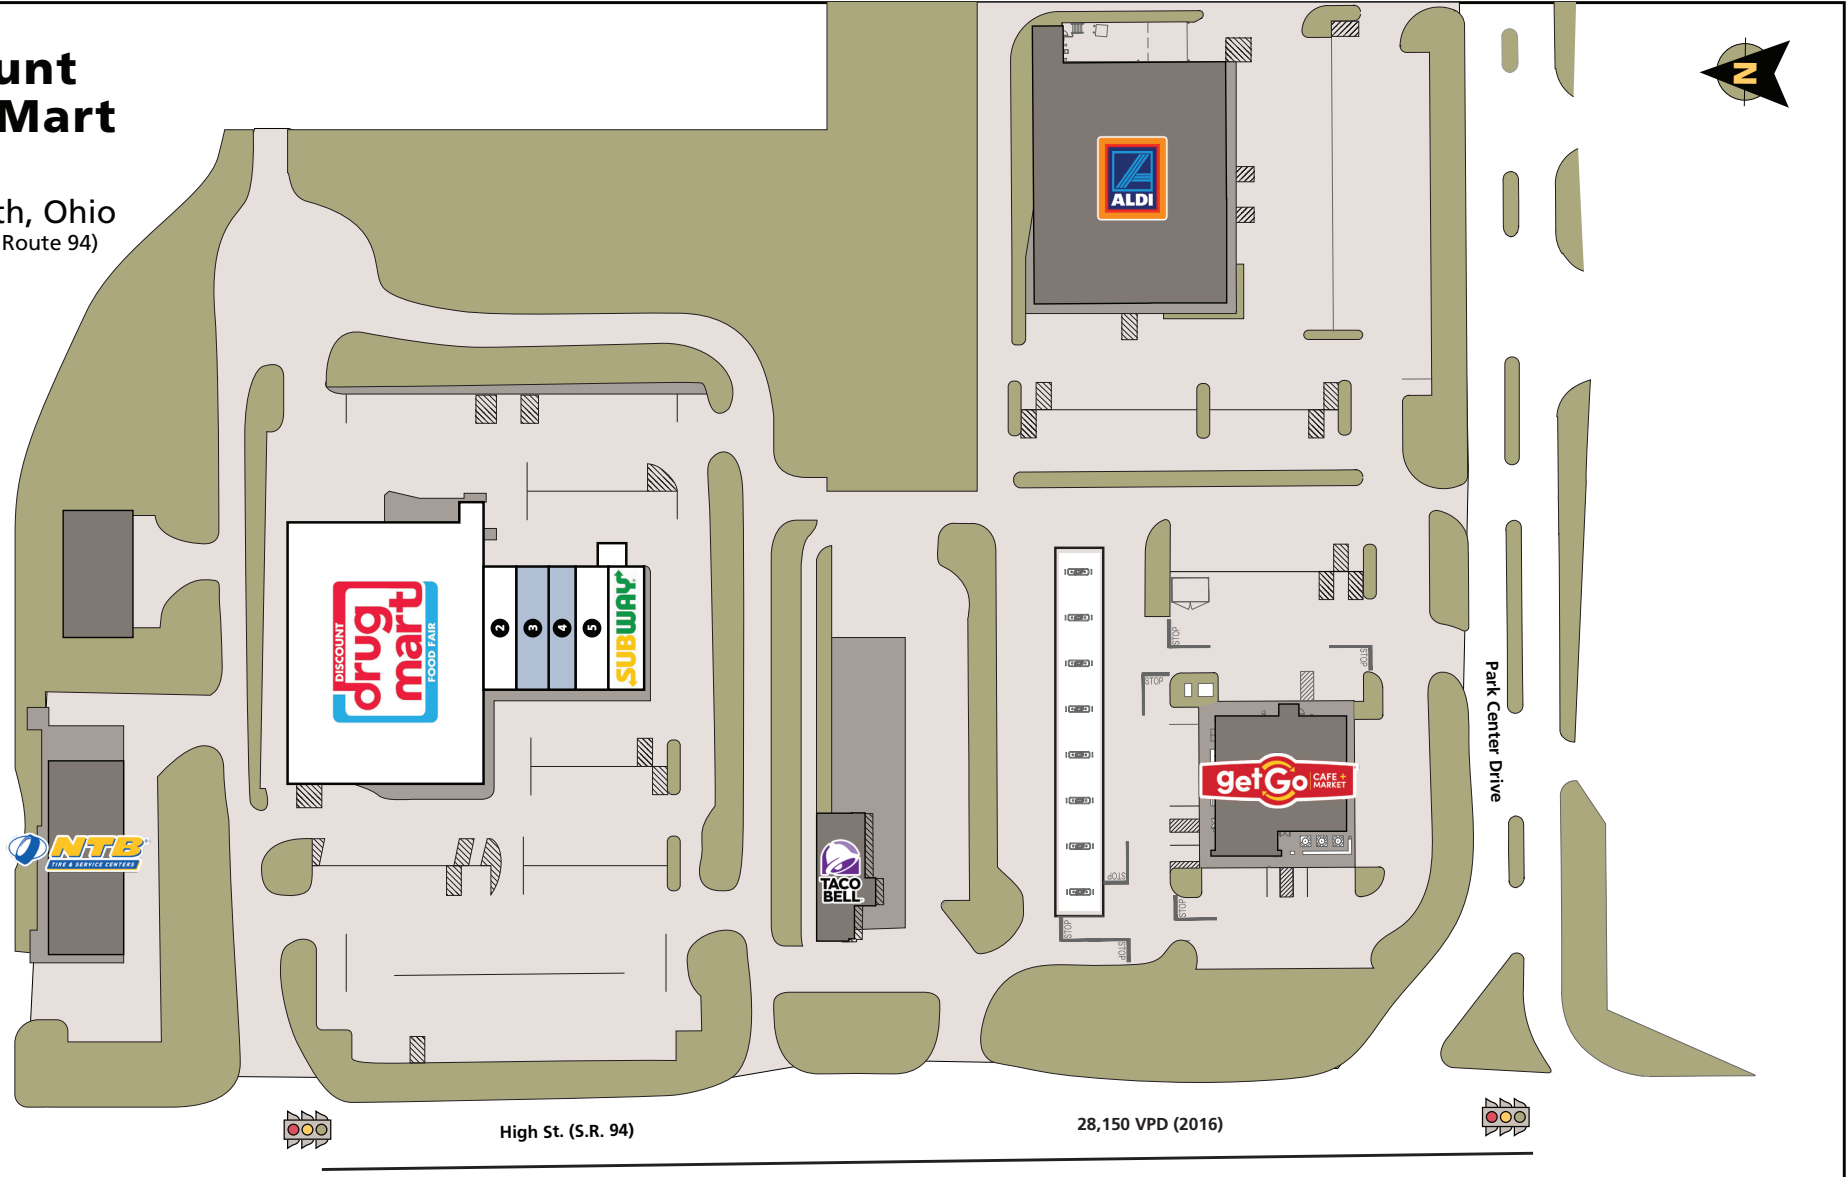 unt
Mart
th, Ohio
Route 94)
N
ALDI
DISCOUNT
drug
mart
FOOD FAIR
2
3
4
5
SUBWAY
STOP
STOP
STOP
Park Center Drive
getGo
CAFE +
MARKET
NTB
TIRE & SERVICE CENTERS
TACO
BELL
STOP
STOP
STOP
STOP
High St. (S.R. 94)
28,150 VPD (2016)